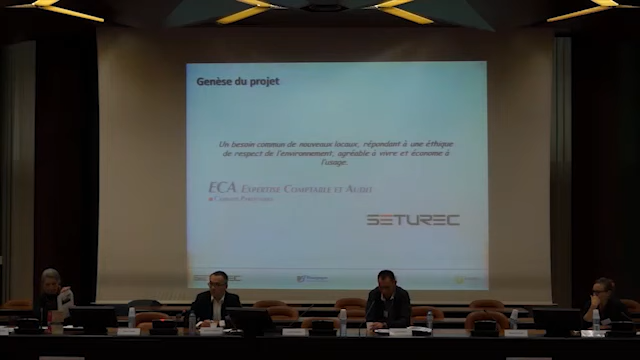 Genèse du projet
Un besoin commun de nouveaux locaux, répondant à une éthique
de respect de l'environnement, agréable à vivre et économe à
l'usage.
ECA EXPERTISE COMPTABLE ET AUDIT
SETUREC
SETUREC